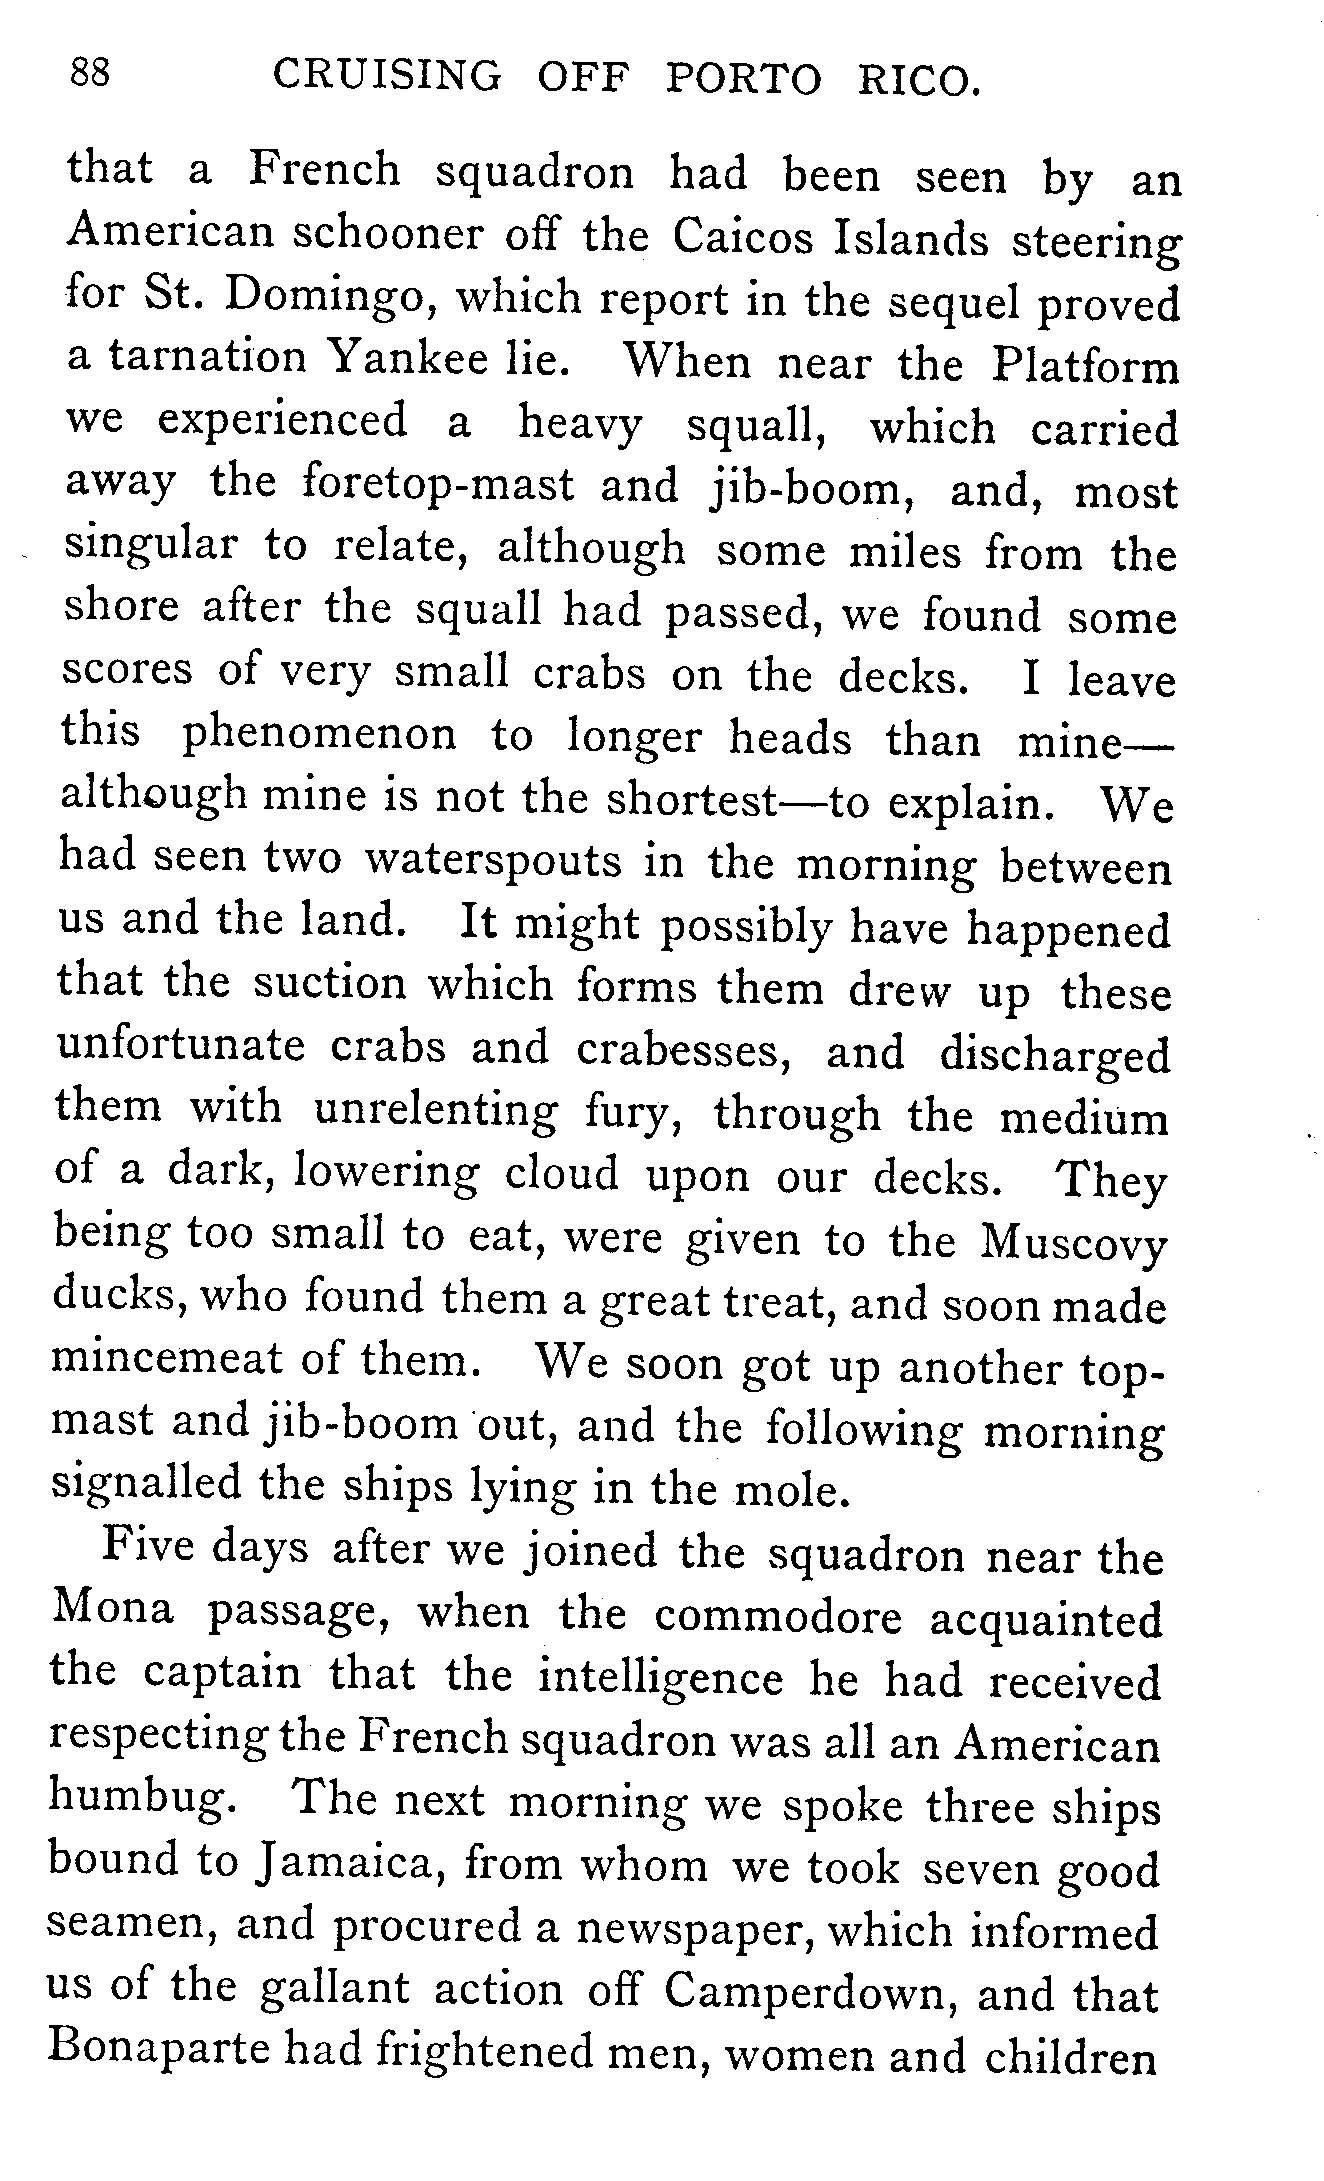 88 CRUISING OFF PORTO RICO.
that a French squadron had been seen by an
American schooner off the Caicos Islands steering
for St. Domingo, which report in the sequel proved
a tarnation Yankee lie. When near the Platform
we experienced a heavy squall, which carried
away the foretop-mast and jib-boom, and, most
singular to relate, although some miles from the
shore after the squall had passed, we found some
scores of very small crabs on the decks. I leave
this phenomenon to longer heads than mine—
although mine is not the shortest—to explain. We
had seen two waterspouts in the morning between
us and the land. It might possibly have happened
that the suction which forms them drew up these
unfortunate crabs and crabesses, and discharged
them with unrelenting fury, through the medium
of a dark, lowering cloud upon our decks. They
being too small to eat, were given to the Muscovy
ducks, who found them a great treat, and soon made
mincemeat of them. We soon got up another top-
mast and jib-boom out, and the following morning
signalled the ships lying in the mole.
Five days after we joined the squadron near the
Mona passage, when the commodore acquainted
the captain that the intelligence he had received
respecting the French squadron was all an American
humbug. The next morning we spoke three ships
bound to Jamaica, from whom we took seven good
seamen, and procured a newspaper, which informed
us of the gallant action off Camperdown, and that
Bonaparte had frightened men, women and children